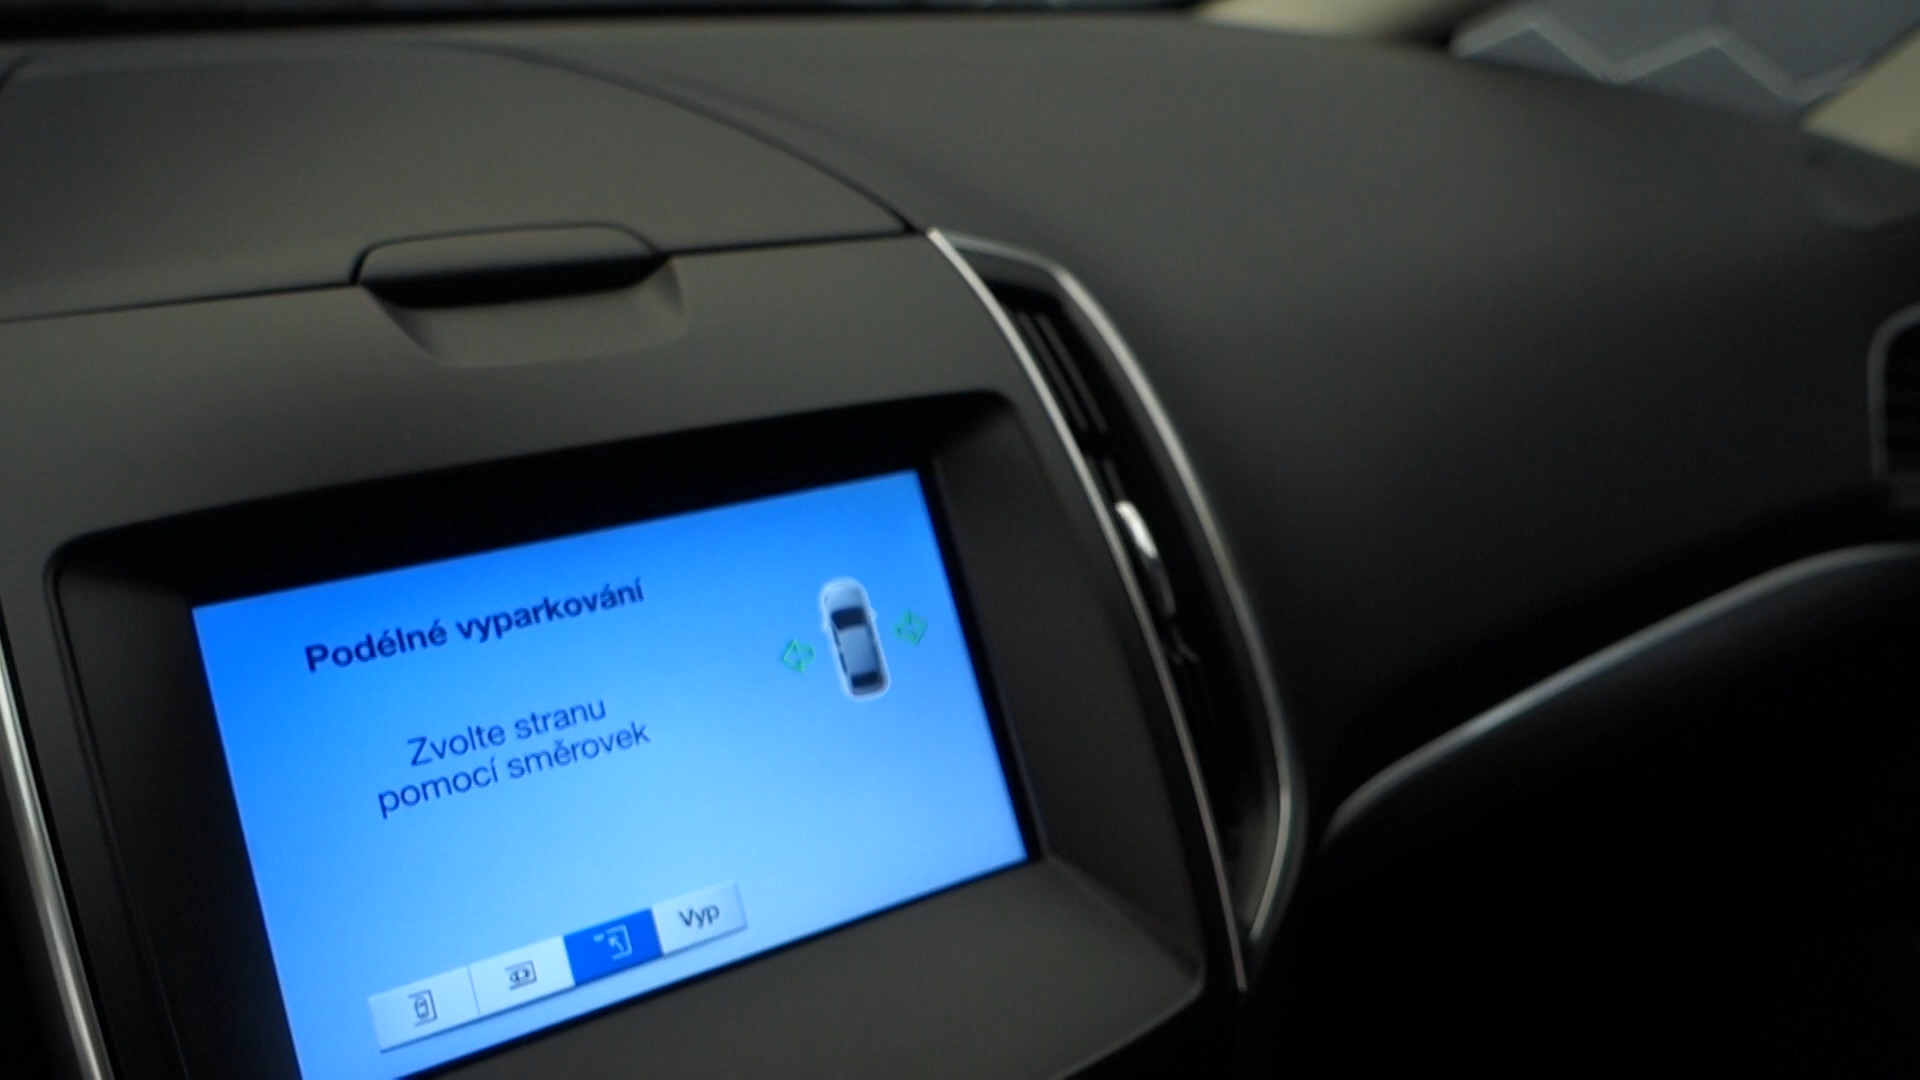 Podélné vyparkování
Zvolte stranu
pomocí směrovek
Vyp